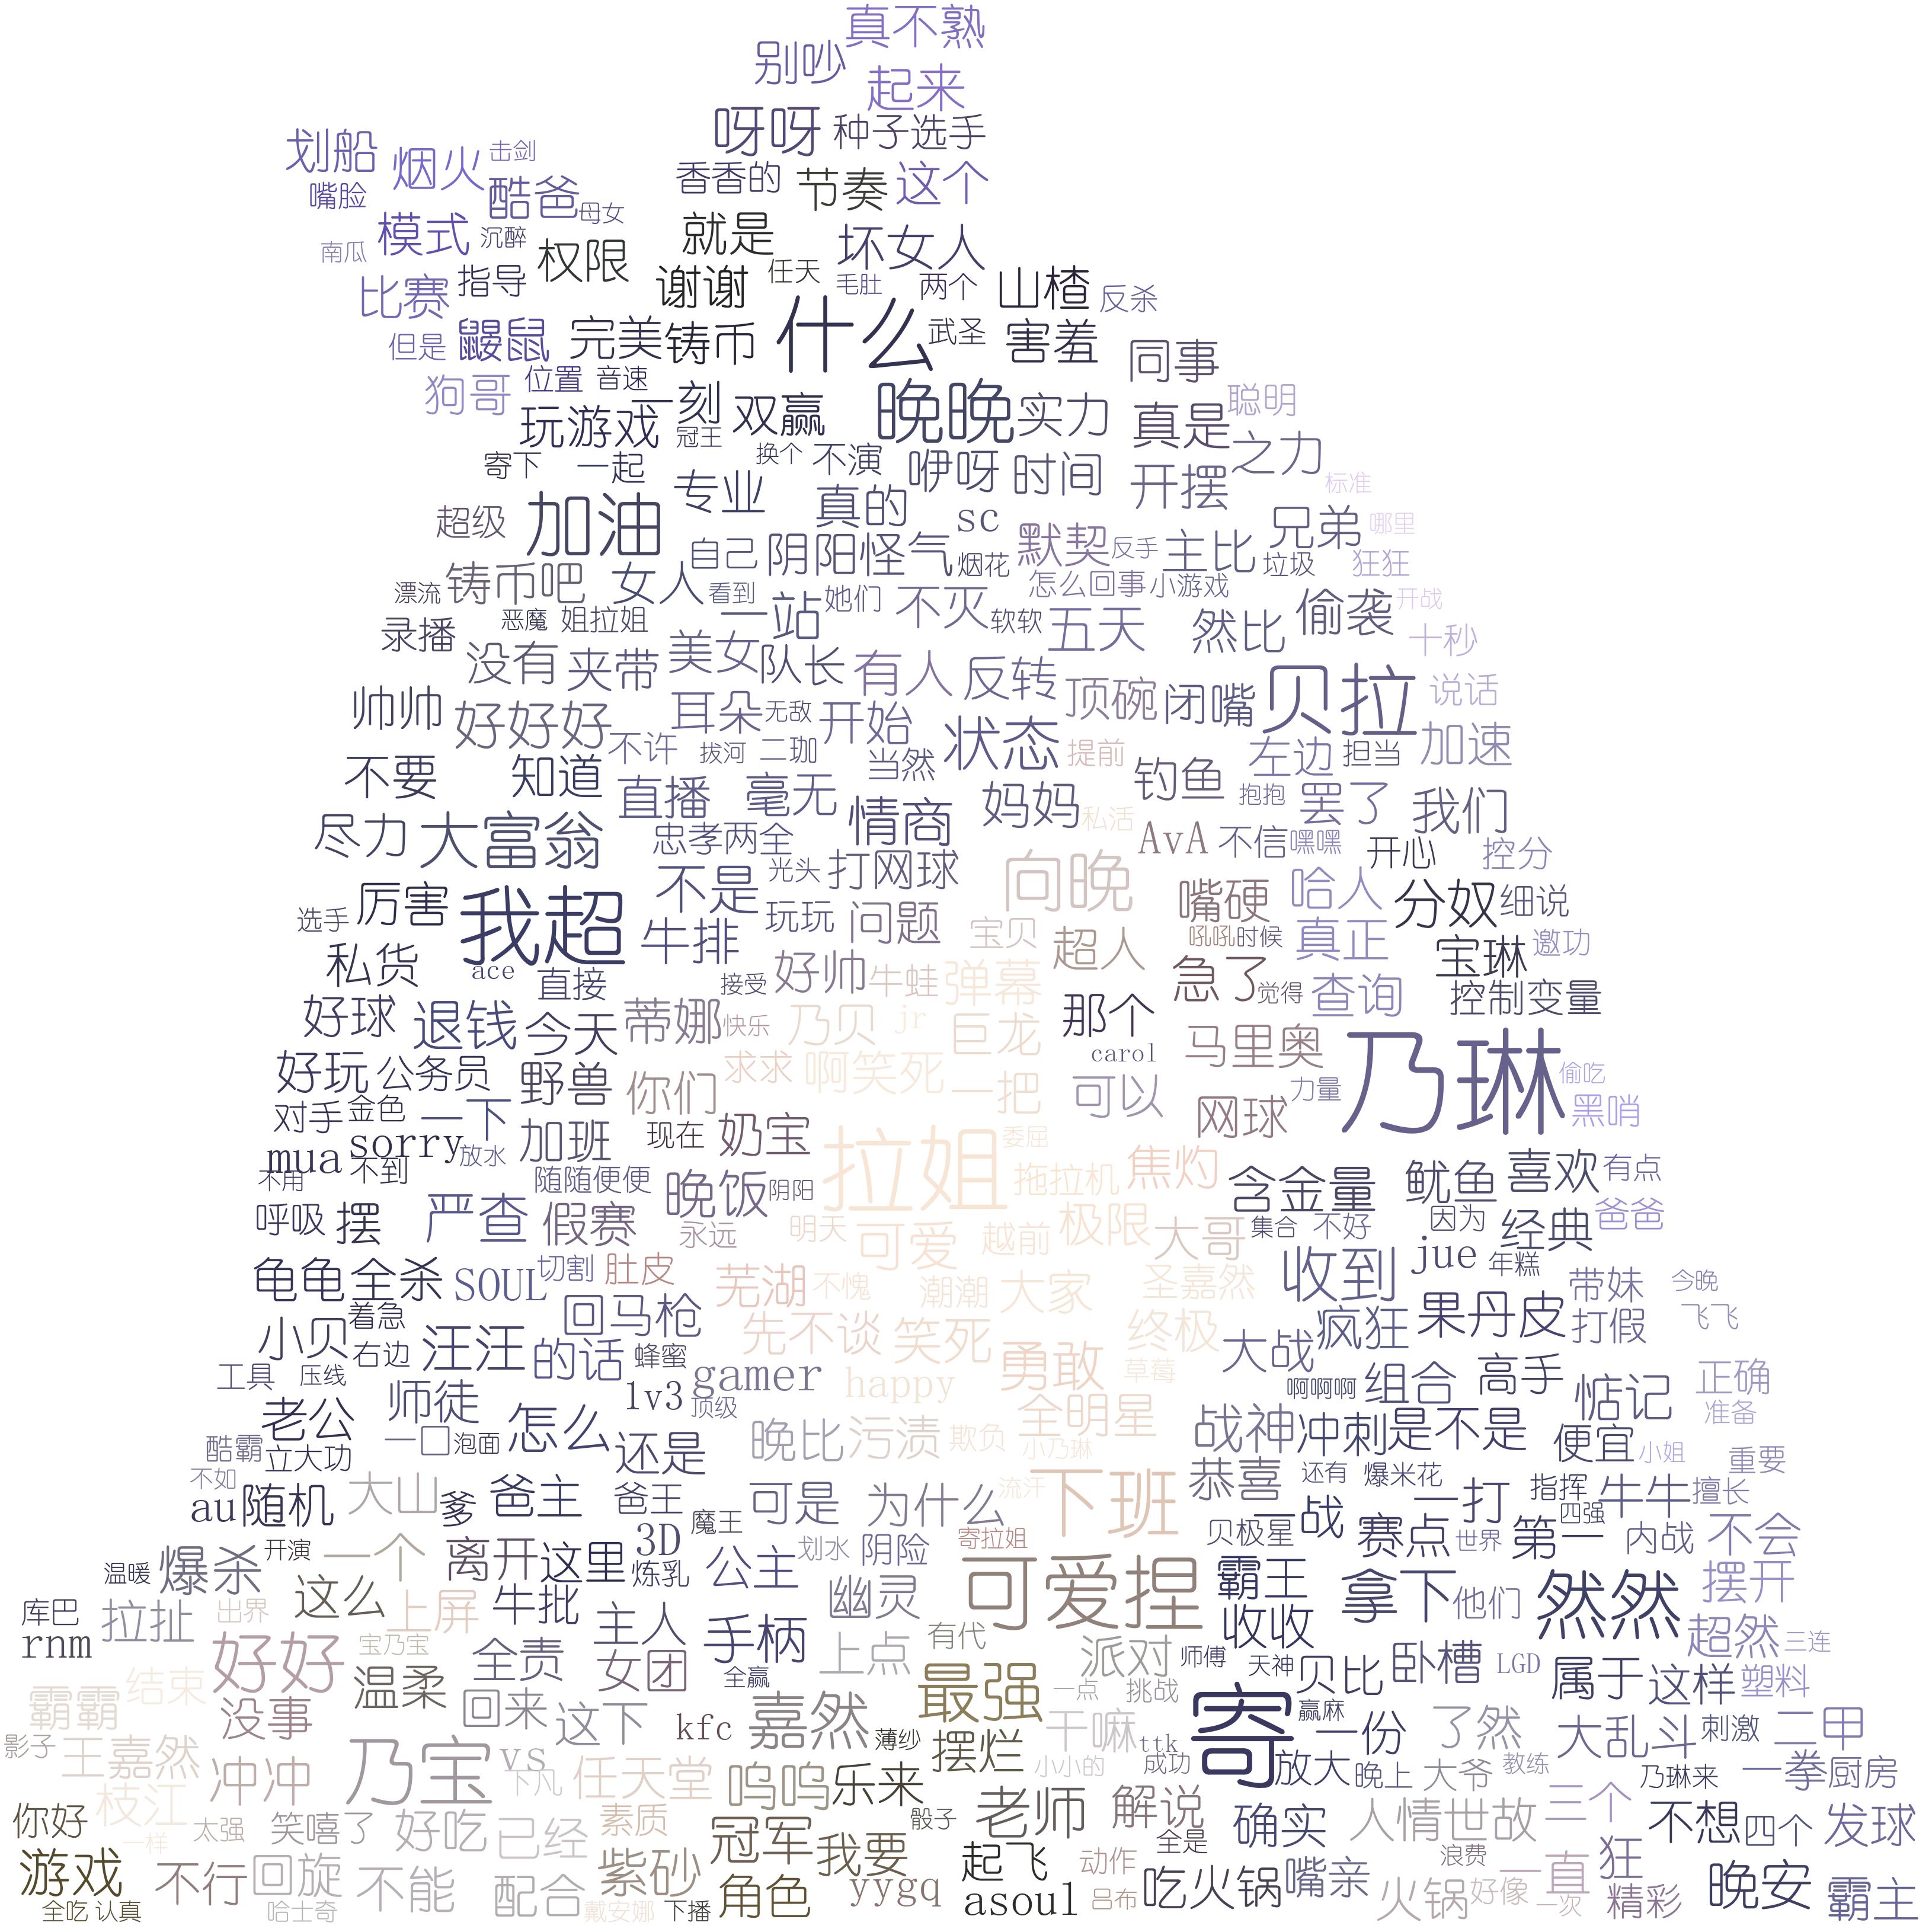 真不熟
别吵
起来
呀呀 种子选手
划船 烟火 击剑
香香的 节奏 这个
嘴脸 酷爸 母女
模式 沉醉 权限 就是 坏女人
南瓜
比赛 指导 谢谢 任天 毛肚 两个 山楂 反杀
但是 鼹鼠 完美 铸币 什么 武圣 害羞 同事
狗哥 位置 音速
玩游戏 一刻 双赢 晚晚 实力 真是 聪明
冠王 之力
寄下 一起 换个 不演 咿呀 时间 开摆
超级 加油 专业 真的 sc 标准
兄弟 哪里
自己 阴阳怪气 烟花 默契 反手 主比 垃圾 狂狂
漂流 铸币吧 女人 看到 怎么回事 小游戏
恶魔 姐拉姐 一站 她们 不灭 软软 五天 然比 偷袭 开战
录播 十秒
没有 夹带 美女 队长 有人 反转 顶碗 闭嘴 贝拉 说话
帅帅 好好好 耳朵 无敌 开始 状态
不许 拔河 二珈 当然 提前 左边 担当 加速
不要 知道 直播 毫无 情商 妈妈 钓鱼 抱抱 罢了 我们
私活
尽力 大富翁 忠孝两全 AvA 不信 嘿嘿 开心 控分
光头 打网球 向晚
选手 厉害 我超 不是 玩玩 问题 嘴硬 哈人 分奴 细说
宝贝 超人 吼吼 时候 真正 邀功
私货 ace 直接 牛排 接受 好帅 牛蛙 弹幕 急了 觉得 查询 宝琳 控制变量
好球 退钱 今天 蒂娜 快乐 乃贝 jr 巨龙 那个 马里奥 乃琳
carol
好玩 公务员 野兽 你们 求求 啊笑死 一把 可以 力量 偷吃
对手 金色 一下 加班 现在 奶宝 拉姐 委屈 网球 黑哨
mua sorry 放水
不用 不到 随随便便 晚饭 阴阳 拖拉机 焦灼 含金量 鱿鱼 喜欢 有点
呼吸 摆 严查 假赛 永远 明天 可爱 越前 极限 大哥 集合 不好 因为 经典 爸爸
龟龟 全杀 SOUL 切割 肚皮 芜湖 不愧 潮潮 大家 圣嘉然 收到 jue 年糕 带妹 今晚
着急 回马枪 飞飞
小贝 右边 汪汪 的话 蜂蜜 先不谈 笑死 勇敢 终极 大战 疯狂 果丹皮 打假
工具 压线 gamer happy 草莓 组合 高手 正确
老公 师徒 1v3 顶级 啊啊啊 惦记 准备
一口 泡面 怎么 还是 晚比 污渍 欺负 全明星 小乃琳 战神 冲刺 是不是 便宜 小姐 重要
酷霸 立大功
不如 au 随机 大山 爹 爸主 爸王 可是 为什么 流汗 下班 恭喜 还有 爆米花 一打 指挥 牛牛 擅长
3D 魔王 一战 四强
温暖 爆杀 开演 一个 离开 这里 炼乳 公主 划水 阴险 寄拉姐 贝极星 赛点 世界 第一 内战 不会
库巴 拉扯 出界 这么 上屏 牛批 主人 幽灵 可爱捏 霸王 拿下 他们 然然 摆开
rnm 好好 宝乃宝 手柄 上点 有代 收收 超然 三连
结束 温柔 全责 女团 全赢 派对 师傅 天神 贝比 卧槽 LGD 属于 这样 塑料
霸霸 没事 回来 这下 kfc 嘉然 薄纱 最强 一点 挑战 寄 赢麻 一份 了然 大乱斗 刺激 二甲
影子 王嘉然 冲冲 乃宝 vs 摆烂 干嘛 ttk
下凡 任天堂 呜呜 乐来 小小的 成功 放大 晚上 大爷 教练 乃琳来 一拳 厨房
你好 枝江 太强 笑嘻了 好吃 已经 素质 冠军 我要 骰子 老师 解说 全是 确实 人情世故 三个 不想 四个 发球
一样
游戏 不行 回旋 不能 配合 紫砂 角色 yygq 起飞 动作 吃火锅 嘴亲 浪费 一直 狂 晚安 霸主
全吃 认真 哈士奇 戴安娜 下播 asoul 吕布 火锅 好像 一次 精彩